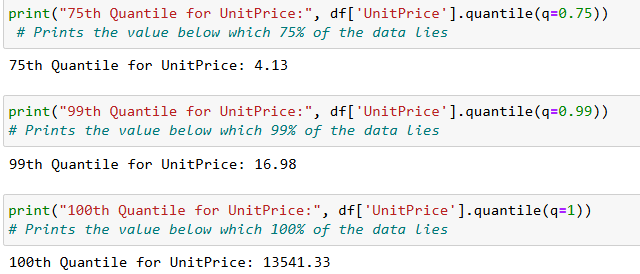 print("75th Quantile for UnitPrice:", df['UnitPrice'].quantile(q=0.75))
# Prints the value below which 75% of the data lies
75th Quantile for UnitPrice: 4.13
print("99th Quantile for UnitPrice:", df['UnitPrice'].quantile(q=0.99))
# Prints the value below which 99% of the data lies
99th Quantile for UnitPrice: 16.98
print("100th Quantile for UnitPrice:", df['UnitPrice'].quantile(q=1))
# Prints the value below which 100% of the data lies
100th Quantile for UnitPrice: 13541.33